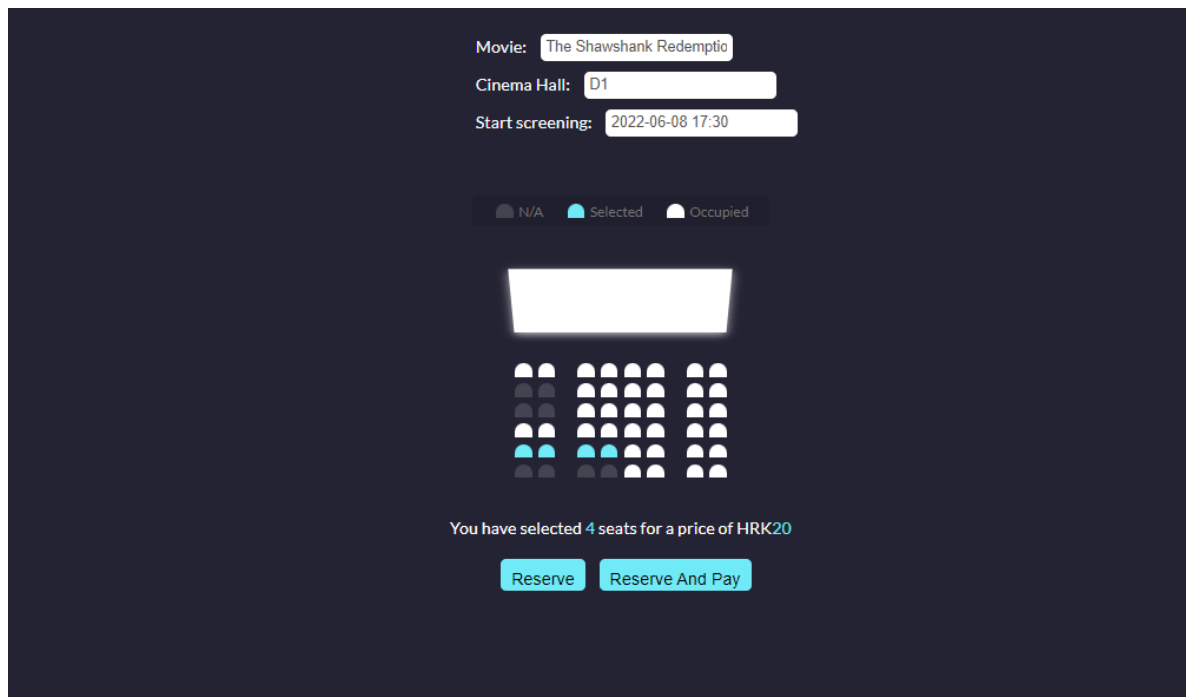 Movie: The Shawshank Redemptio
Cinema Hall: D1
Start screening: 2022-06-08 17:30
N/A Selected Occupied
You have selected 4 seats for a price of HRK20
Reserve Reserve And Pay